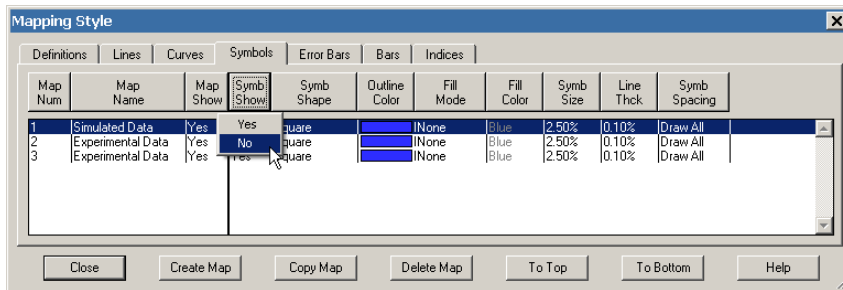 Mapping Style
Definitions Lines Curves Symbols Error Bars Bars Indices
Map Num Map Name Map Show Symb Show Symb Shape Outline Color Fill Mode Fill Color Symb Size Line Thck Symb Spacing
1 Simulated Data Yes Yes quare None Blue 2.50% 0.10% Draw All
2 Experimental Data Yes No quare None Blue 2.50% 0.10% Draw All
3 Experimental Data Yes Yes quare None Blue 2.50% 0.10% Draw All
Close Create Map Copy Map Delete Map To Top To Bottom Help